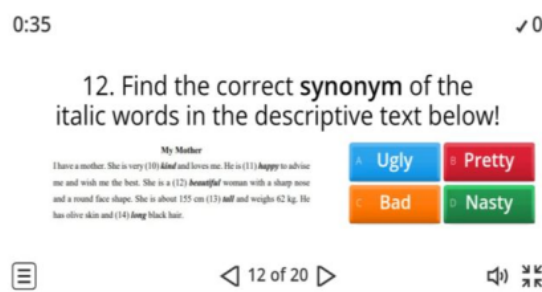 0:35
✓0
12. Find the correct synonym of the
italic words in the descriptive text below!
My Mother
I have a mother. She is very (10) kind and loves me. He is (11) happy to advise
me and wish me the best. She is a (12) beautiful woman with a sharp nose
and a round face shape. She is about 155 cm (13) tall and weighs 62 kg. He
has olive skin and (14) long black hair.
A Ugly
B Pretty
C Bad
D Nasty
12 of 20